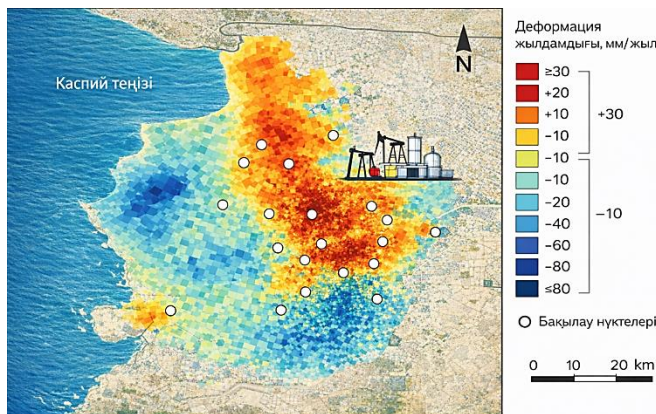 Каспий теңізі
N
Деформация
жылдамдығы, мм/жыл
≥30
+20
+10
−10
−10
−10
−20
−40
−60
−80
≤80
+30
−10
Бақылау нүктелері
0 10 20 km